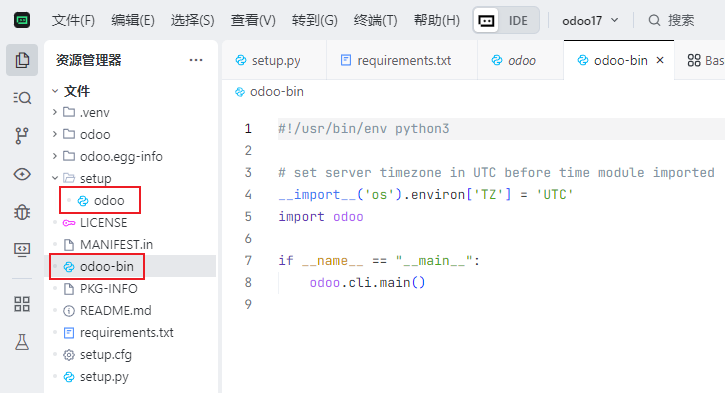 文件(F) 编辑(E) 选择(S) 查看(V) 转到(G) 终端(T) 帮助(H) IDE odoo17 搜索
资源管理器 ···
setup.py requirements.txt odoo odoo-bin Bas
文件
.venv
odoo
odoo.egg-info
setup
odoo
LICENSE
MANIFEST.in
odoo-bin
PKG-INFO
README.md
requirements.txt
setup.cfg
setup.py
odoo-bin
1 #!/usr/bin/env python3
2
3 # set server timezone in UTC before time module imported
4 __import__('os').environ['TZ'] = 'UTC'
5 import odoo
6
7 if __name__ == "__main__":
8 odoo.cli.main()
9